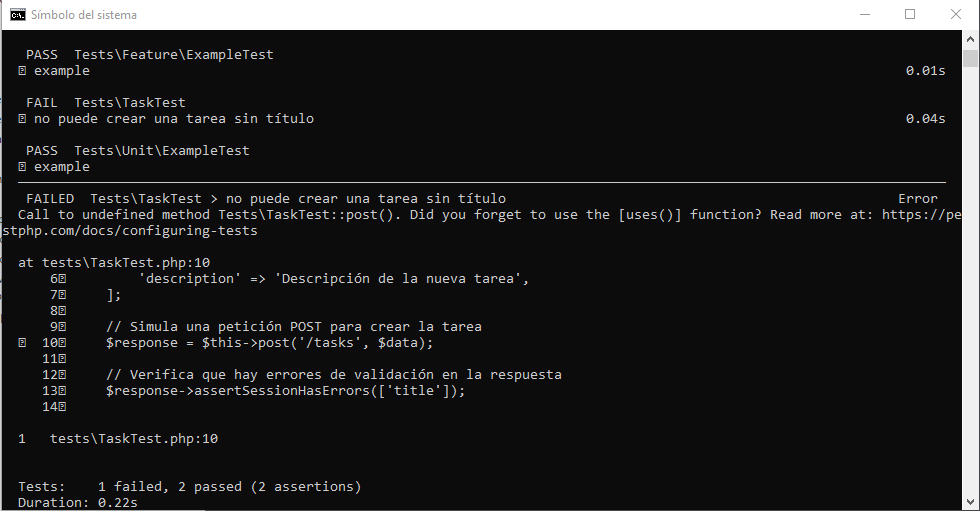 Símbolo del sistema
PASS Tests\Feature\ExampleTest
example 0.01s
FAIL Tests\TaskTest
no puede crear una tarea sin título 0.04s
PASS Tests\Unit\ExampleTest
example
FAILED Tests\TaskTest > no puede crear una tarea sin título Error
Call to undefined method Tests\TaskTest::post(). Did you forget to use the [uses()] function? Read more at: https://pe
stphp.com/docs/configuring-tests
at tests\TaskTest.php:10
6 'description' => 'Descripción de la nueva tarea',
7 ];
8
9 // Simula una petición POST para crear la tarea
10 $response = $this->post('/tasks', $data);
11
12 // Verifica que hay errores de validación en la respuesta
13 $response->assertSessionHasErrors(['title']);
14
1 tests\TaskTest.php:10
Tests: 1 failed, 2 passed (2 assertions)
Duration: 0.22s